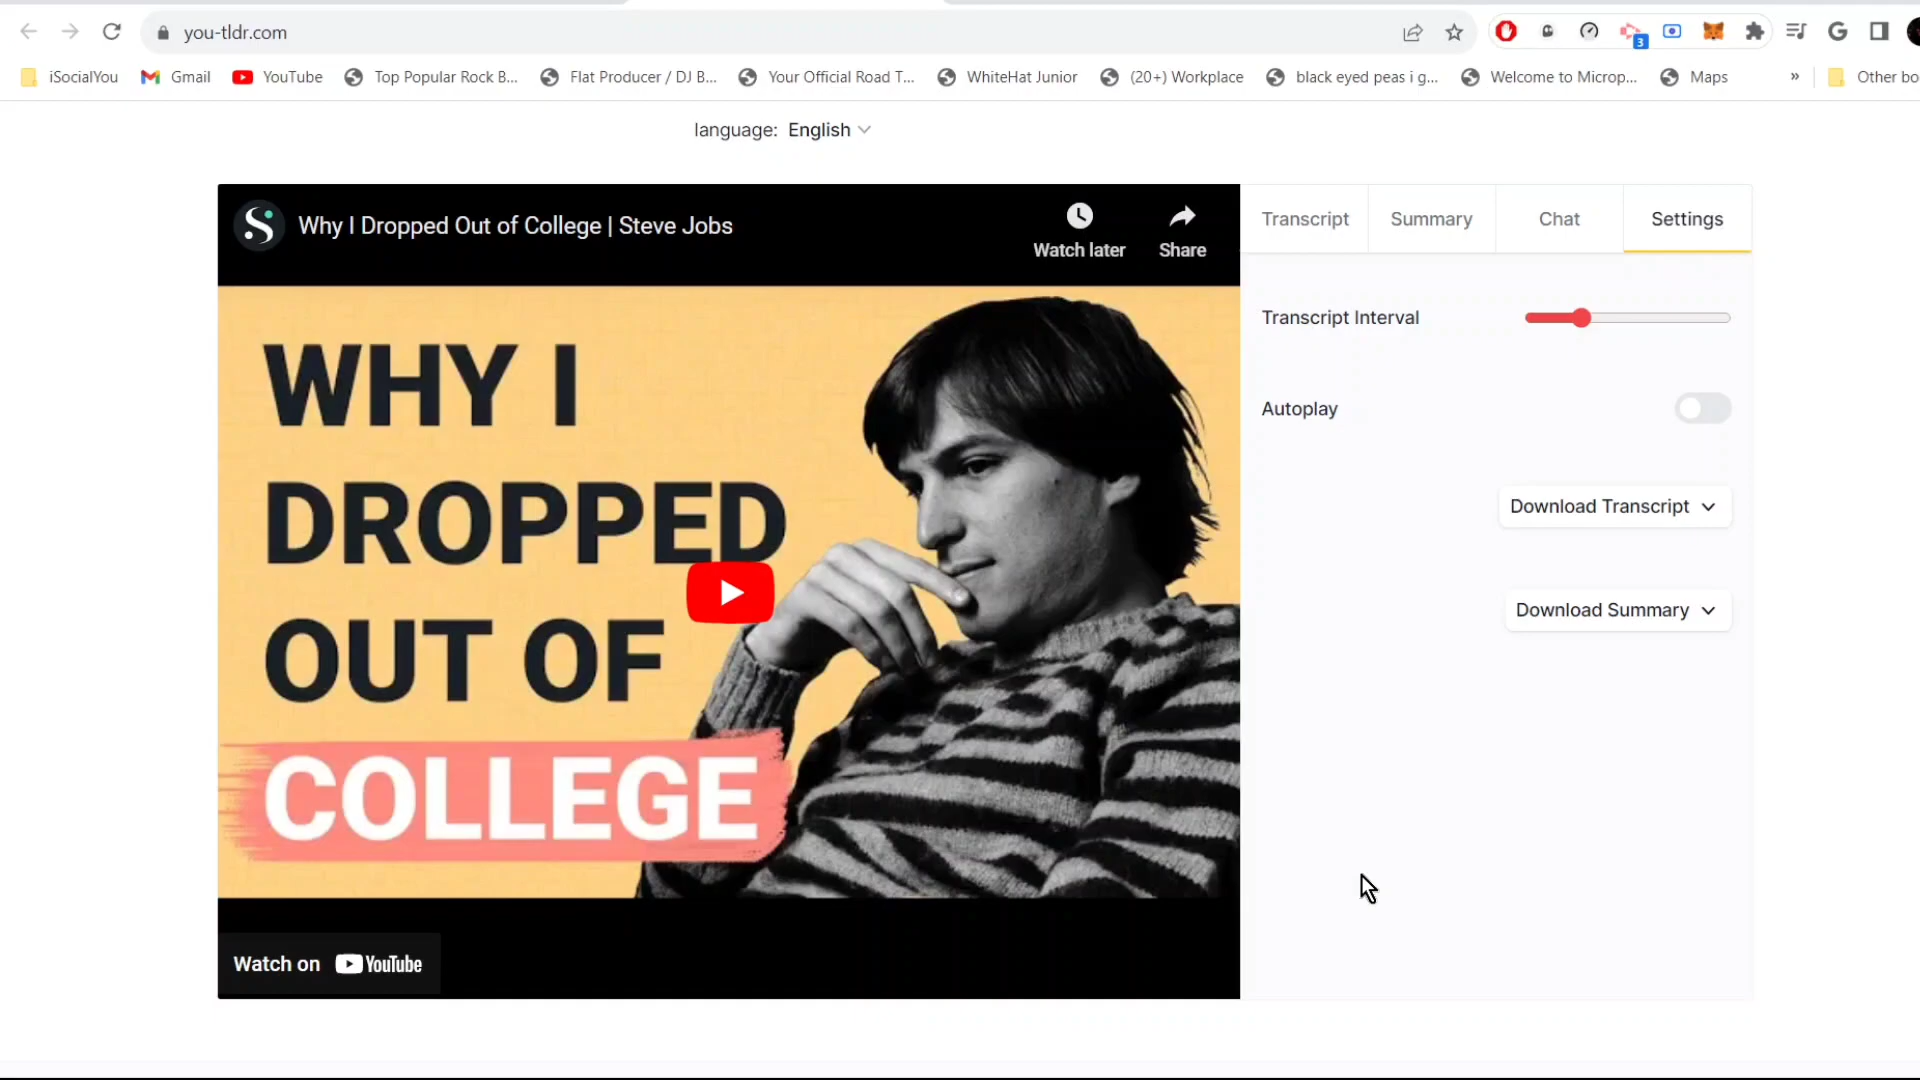 you-tldr.com
3
iSocialYou
Gmail
YouTube
Top Popular Rock B...
Flat Producer / DJ B...
Your Official Road T...
WhiteHat Junior
(20+) Workplace
black eyed peas i g...
Welcome to Microp...
Maps
»
Other bo
language: English
Why I Dropped Out of College | Steve Jobs
Watch later
Share
Transcript
Summary
Chat
Settings
Transcript Interval
Autoplay
Download Transcript
Download Summary
WHY I
DROPPED
OUT OF
COLLEGE
Watch on YouTube